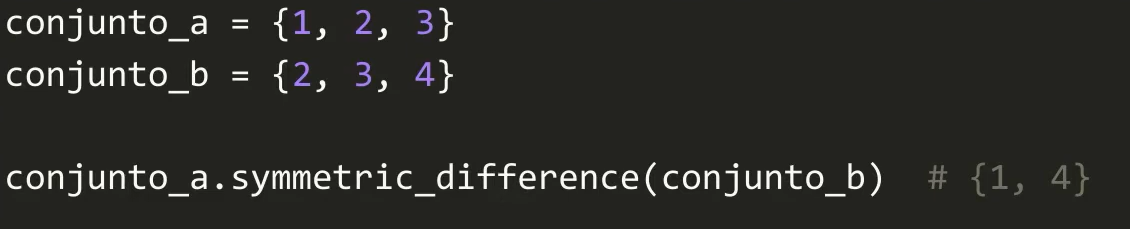 conjunto_a = {1, 2, 3}
conjunto_b = {2, 3, 4}
conjunto_a.symmetric_difference(conjunto_b)  # {1, 4}